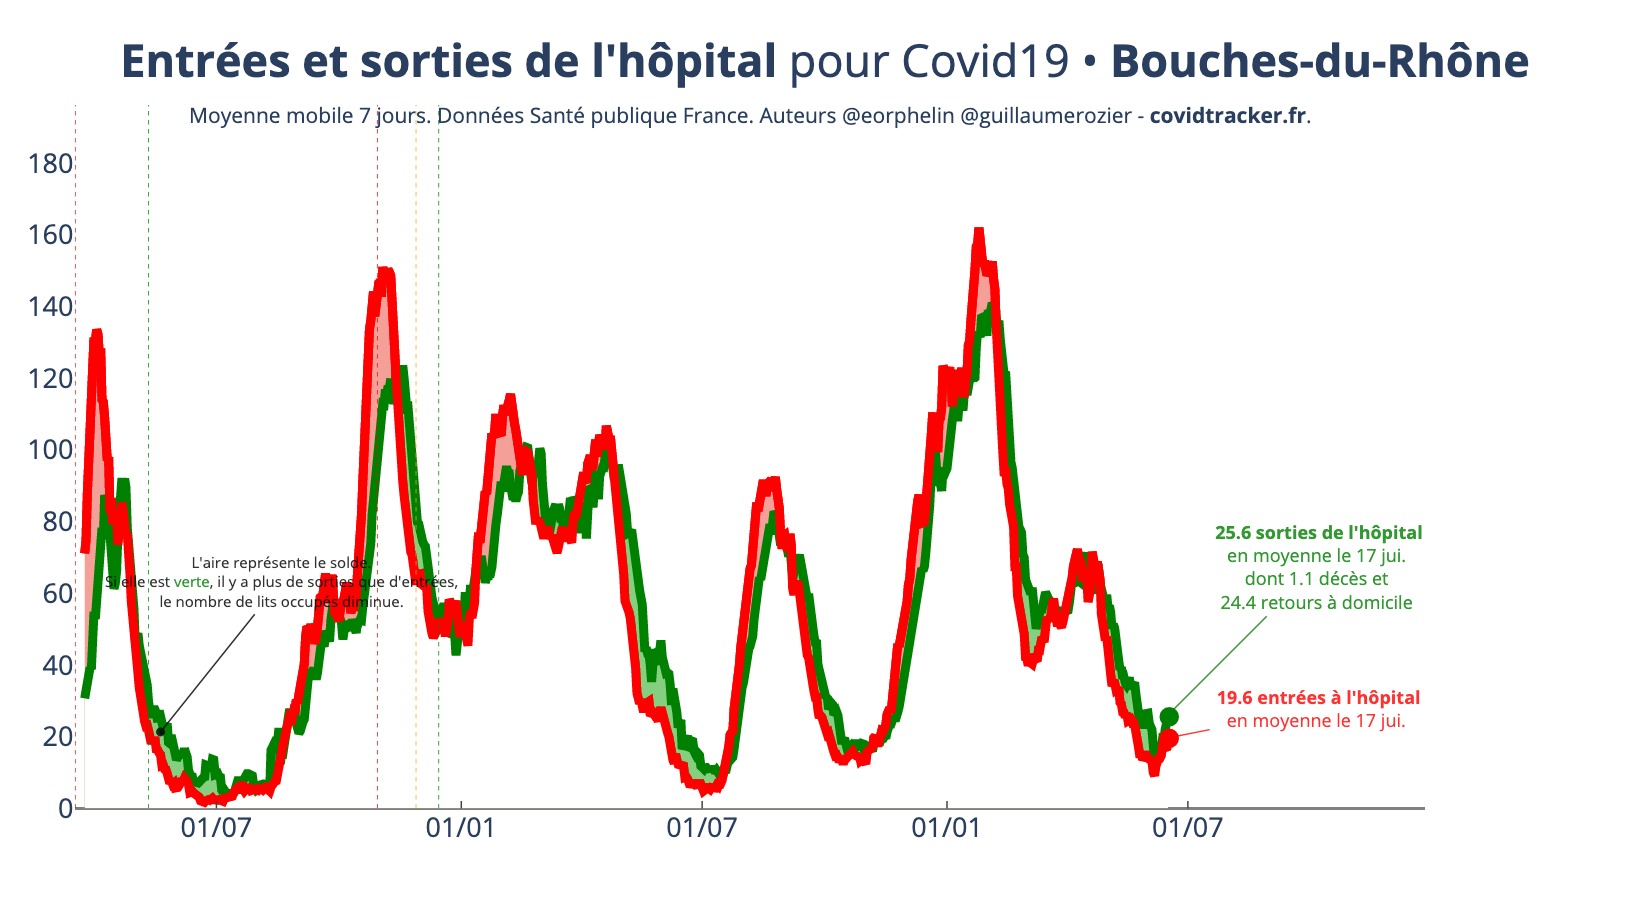 Entrées et sorties de l'hôpital pour Covid19 • Bouches-du-Rhône
Moyenne mobile 7 jours. Données Santé publique France. Auteurs @eorphelin @guillaumerozier - covidtracker.fr.
180
160
140
120
100
80
60
40
20
0
L'aire représente le solde.
Si elle est verte, il y a plus de sorties que d'entrées,
le nombre de lits occupés diminue.
25.6 sorties de l'hôpital
en moyenne le 17 jui.
dont 1.1 décès et
24.4 retours à domicile
19.6 entrées à l'hôpital
en moyenne le 17 jui.
01/07
01/01
01/07
01/01
01/07